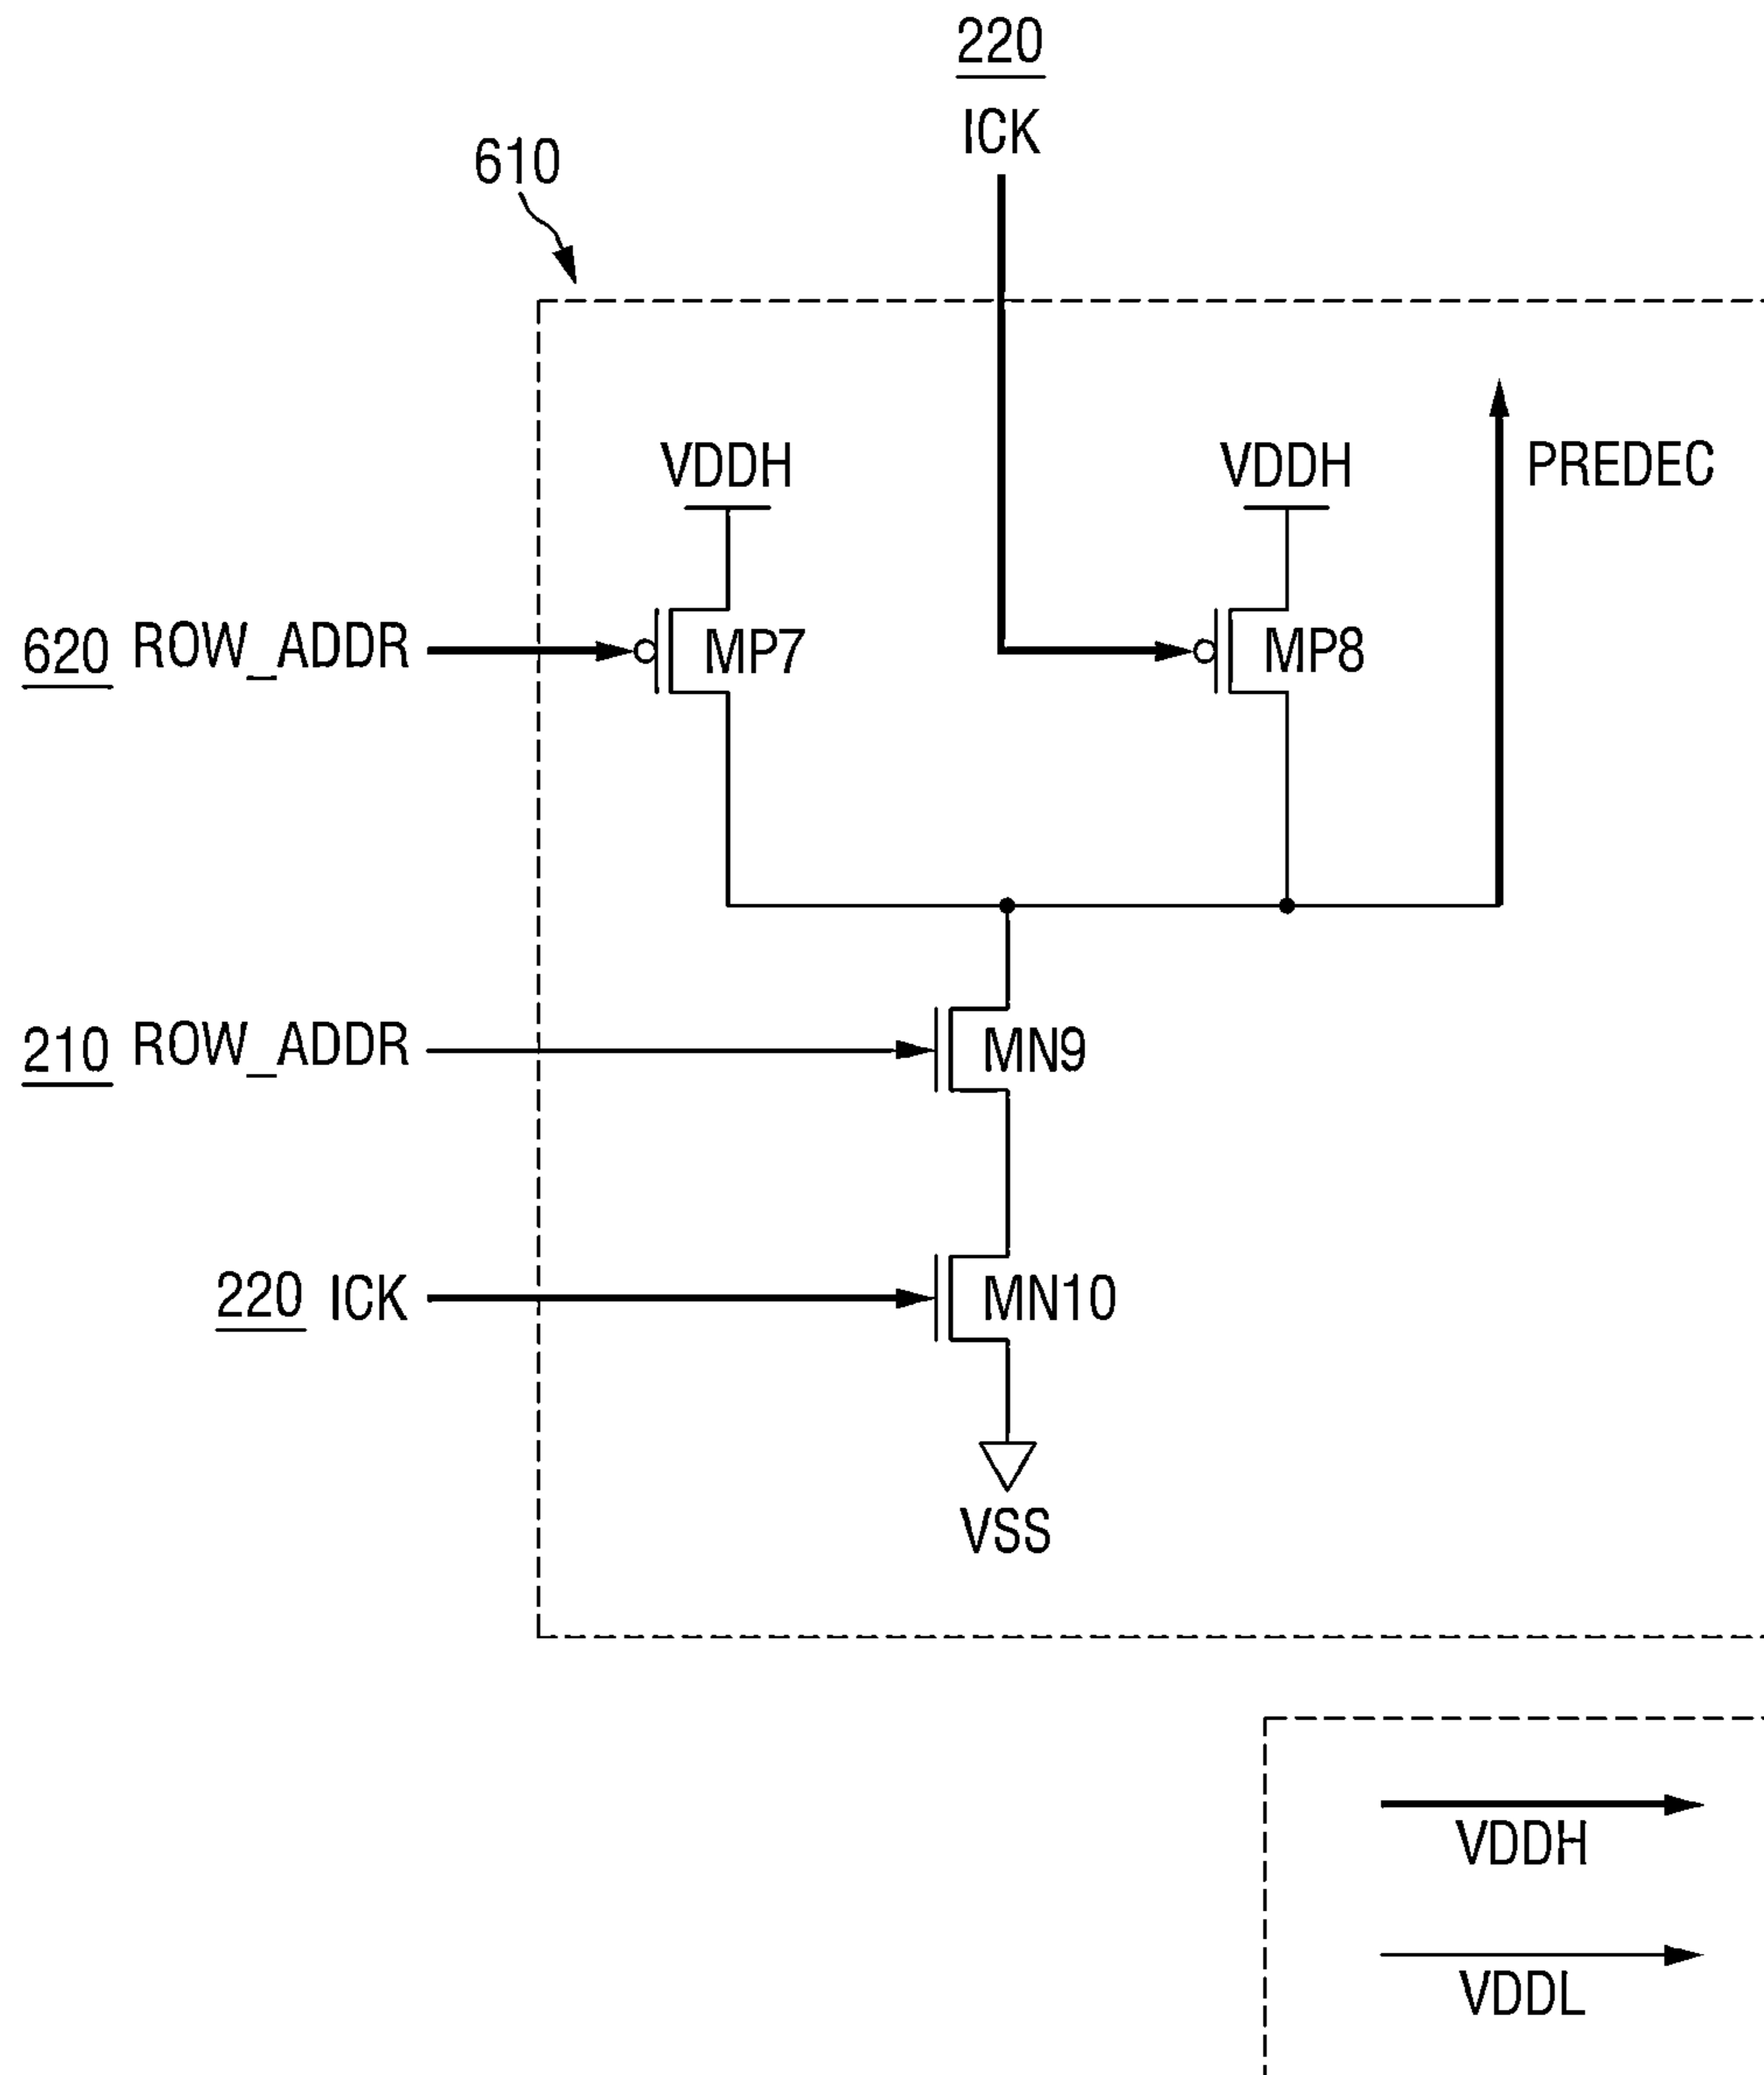 220
ICK
610
VDDH
VDDH
PREDEC
620 ROW_ADDR
MP7
MP8
210 ROW_ADDR
MN9
220 ICK
MN10
VSS
VDDH
VDDL